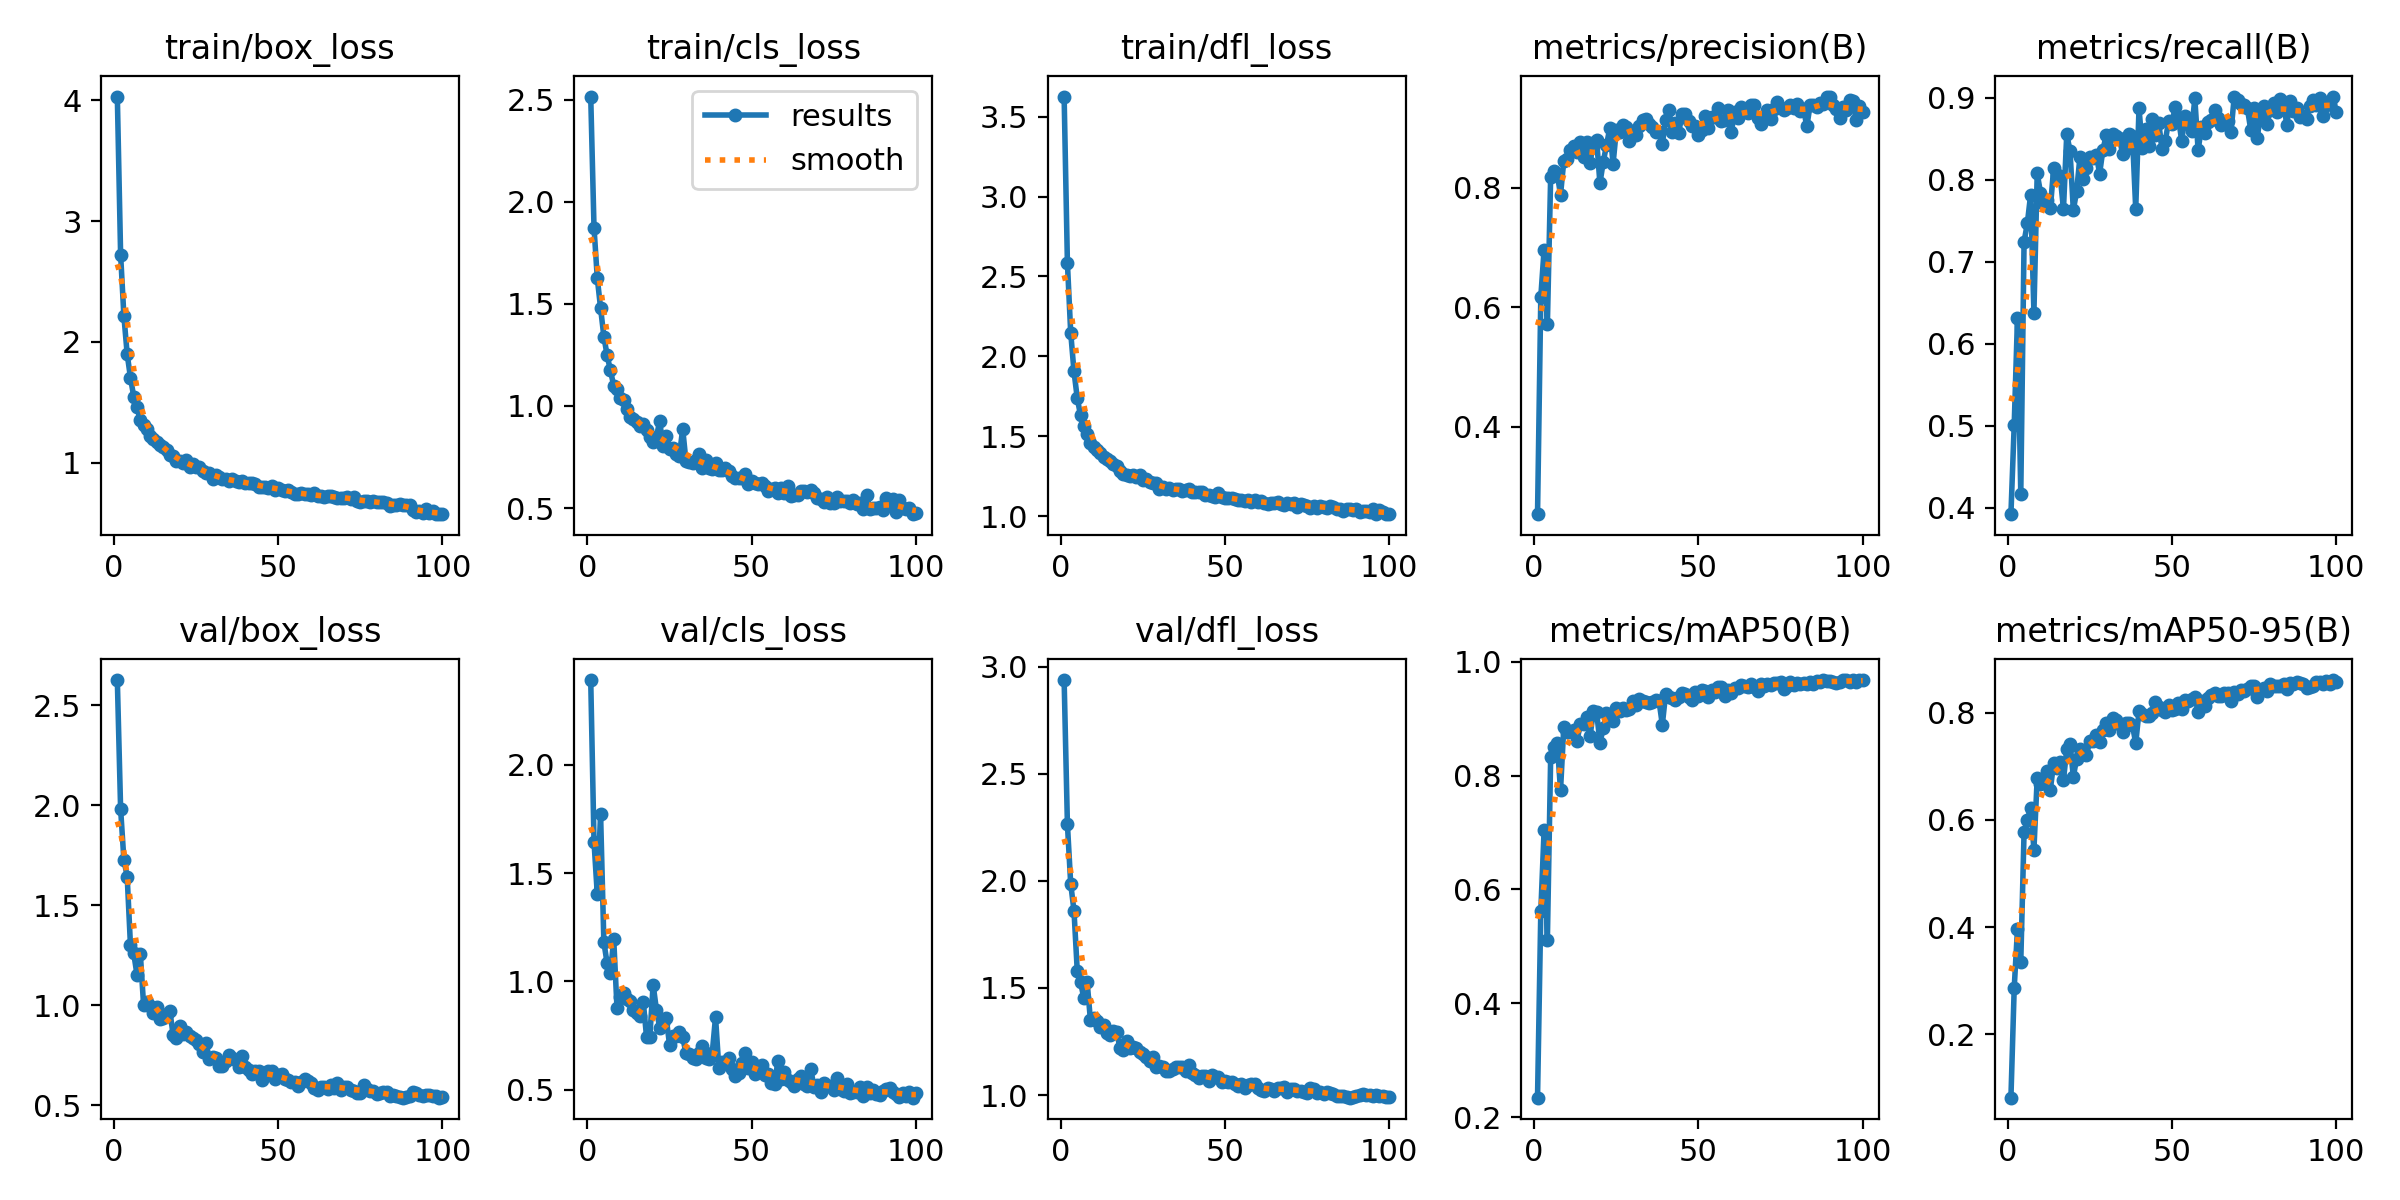 train/box_loss
4
3
2
1
0 50 100
train/cls_loss
results
smooth
2.5
2.0
1.5
1.0
0.5
0 50 100
train/dfl_loss
3.5
3.0
2.5
2.0
1.5
1.0
0 50 100
metrics/precision(B)
0.8
0.6
0.4
0 50 100
metrics/recall(B)
0.9
0.8
0.7
0.6
0.5
0.4
0 50 100
val/box_loss
2.5
2.0
1.5
1.0
0.5
0 50 100
val/cls_loss
2.0
1.5
1.0
0.5
0 50 100
val/dfl_loss
3.0
2.5
2.0
1.5
1.0
0 50 100
metrics/mAP50(B)
1.0
0.8
0.6
0.4
0.2
0 50 100
metrics/mAP50-95(B)
0.8
0.6
0.4
0.2
0 50 100